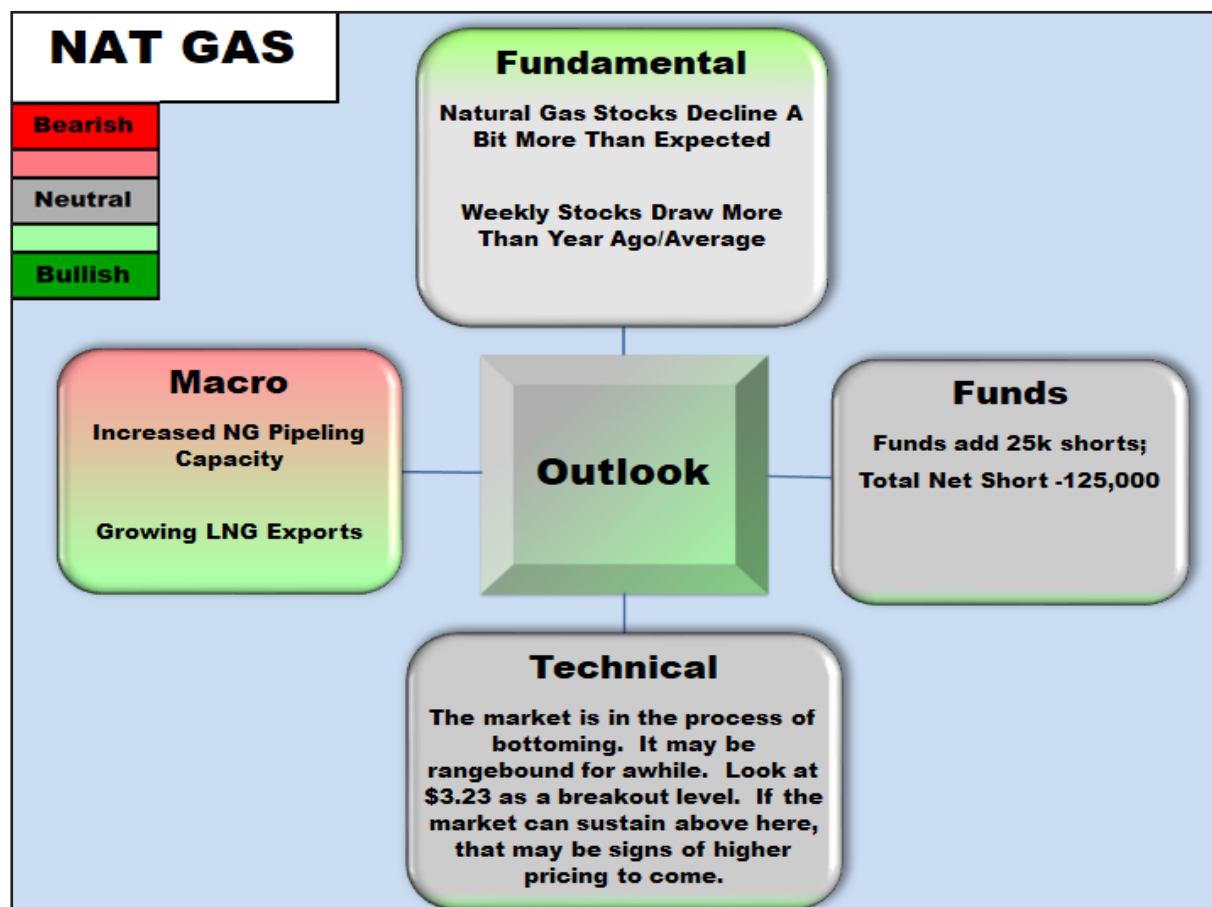 NAT GAS
Bearish
Neutral
Bullish
Fundamental
Natural Gas Stocks Decline A
Bit More Than Expected
Weekly Stocks Draw More
Than Year Ago/Average
Macro
Increased NG Pipeling
Capacity
Growing LNG Exports
Outlook
Funds
Funds add 25k shorts;
Total Net Short -125,000
Technical
The market is in the process of
bottoming.  It may be
rangebound for awhile.  Look at
$3.23 as a breakout level.  If the
market can sustain above here,
that may be signs of higher
pricing to come.